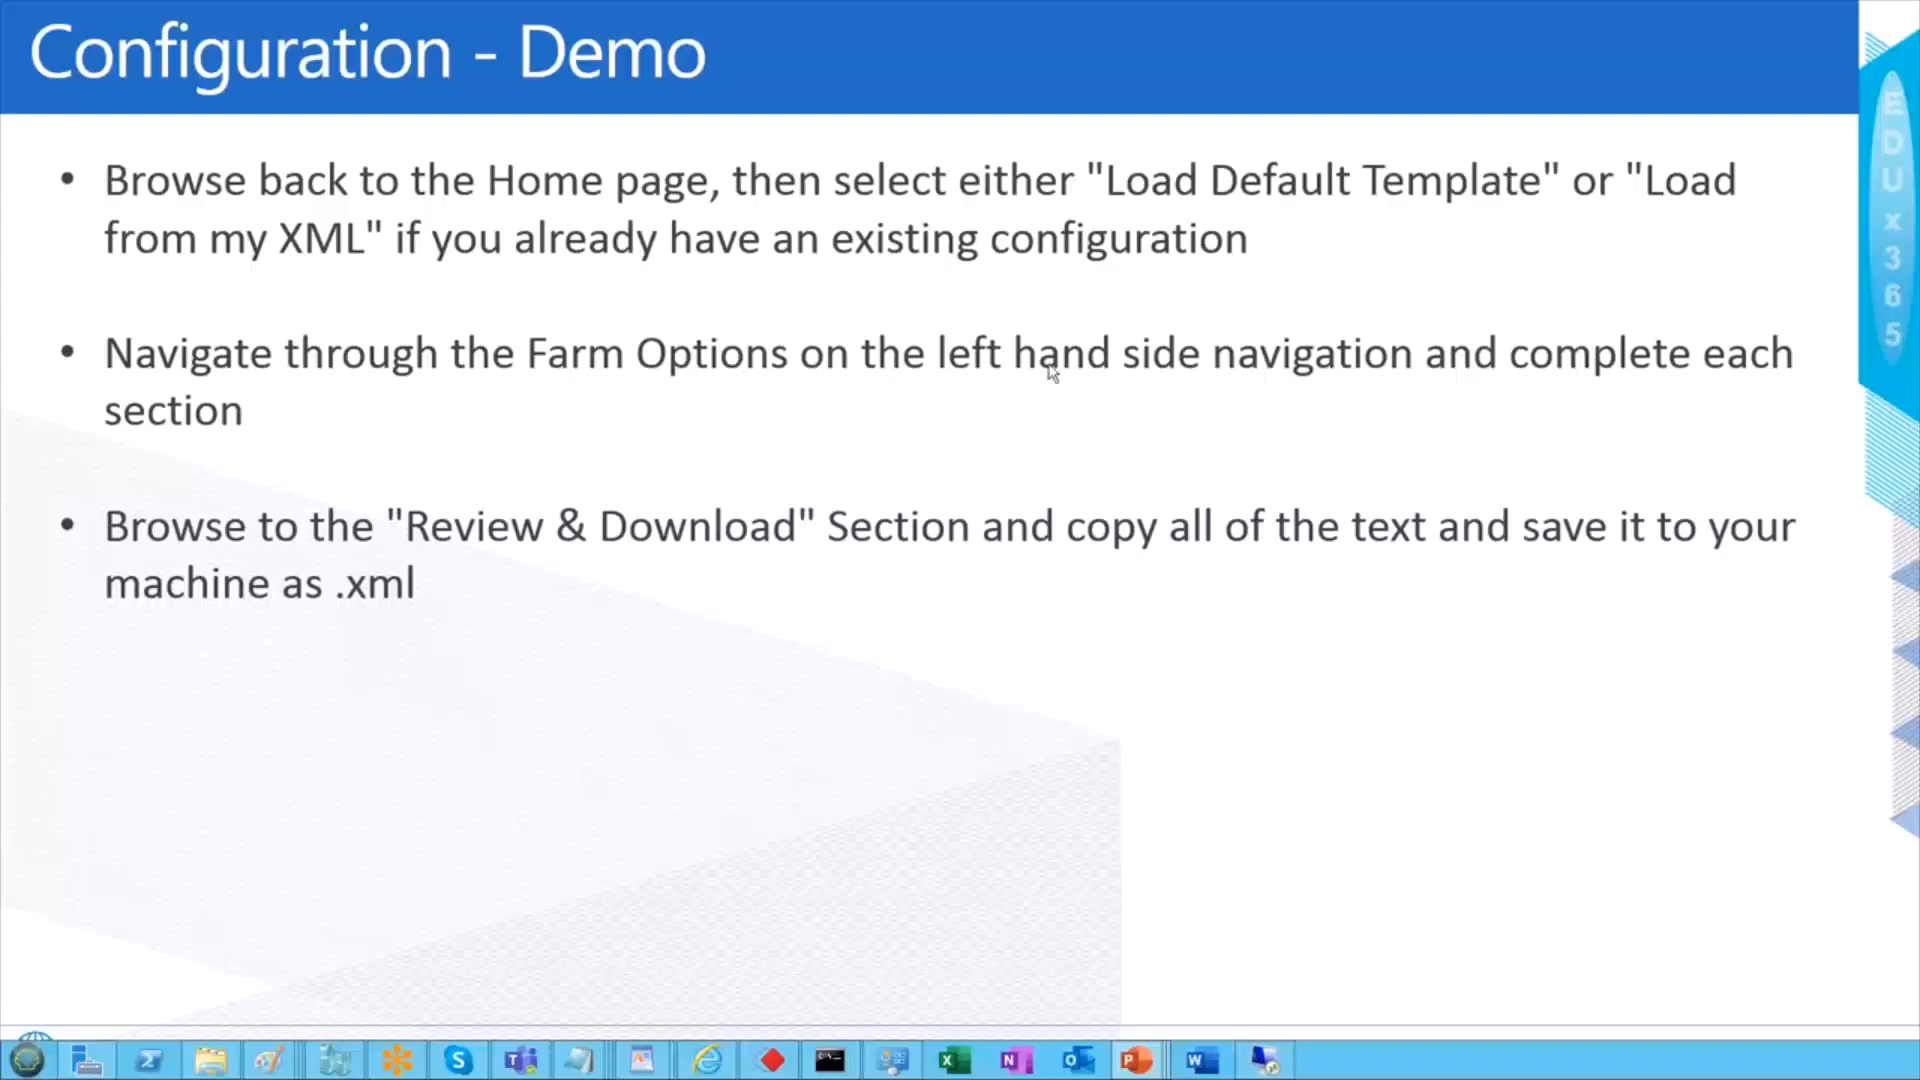 Configuration - Demo
• Browse back to the Home page, then select either "Load Default Template" or "Load
from my XML" if you already have an existing configuration
• Navigate through the Farm Options on the left hand side navigation and complete each
section
• Browse to the "Review & Download" Section and copy all of the text and save it to your
machine as .xml
EDUx365